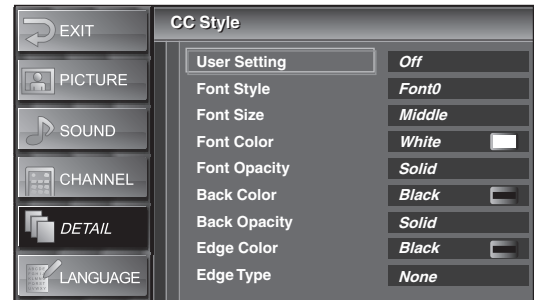 CC Style
EXIT
PICTURE
SOUND
CHANNEL
DETAIL
LANGUAGE
User Setting Off
Font Style Font0
Font Size Middle
Font Color White
Font Opacity Solid
Back Color Black
Back Opacity Solid
Edge Color Black
Edge Type None